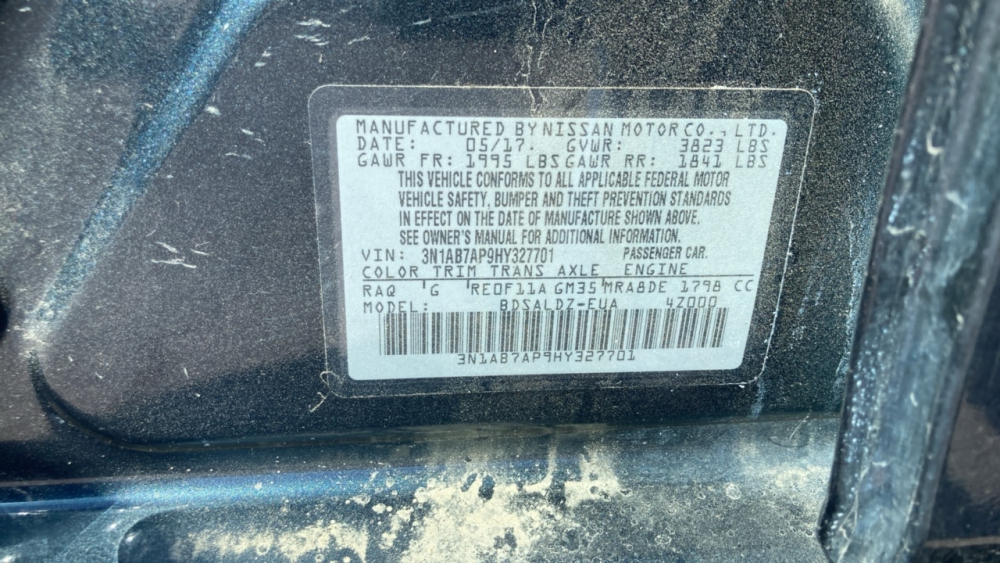 MANUFACTURED BY NISSAN MOTOR CO., LTD.
DATE: 05/17. GVWR: 3823 LBS
GAWR FR: 1995 LBS GAWR RR: 1841 LBS
THIS VEHICLE CONFORMS TO ALL APPLICABLE FEDERAL MOTOR
VEHICLE SAFETY, BUMPER AND THEFT PREVENTION STANDARDS
IN EFFECT ON THE DATE OF MANUFACTURE SHOWN ABOVE.
SEE OWNER'S MANUAL FOR ADDITIONAL INFORMATION.
VIN: 3N1AB7AP9HY327701 PASSENGER CAR.
COLOR TRIM TRANS AXLE ENGINE
RAQ G RE0F11A GM35 MRA8DE 1798 CC
MODEL: BDSALDZ-EUA 4Z000
3N1AB7AP9HY327701